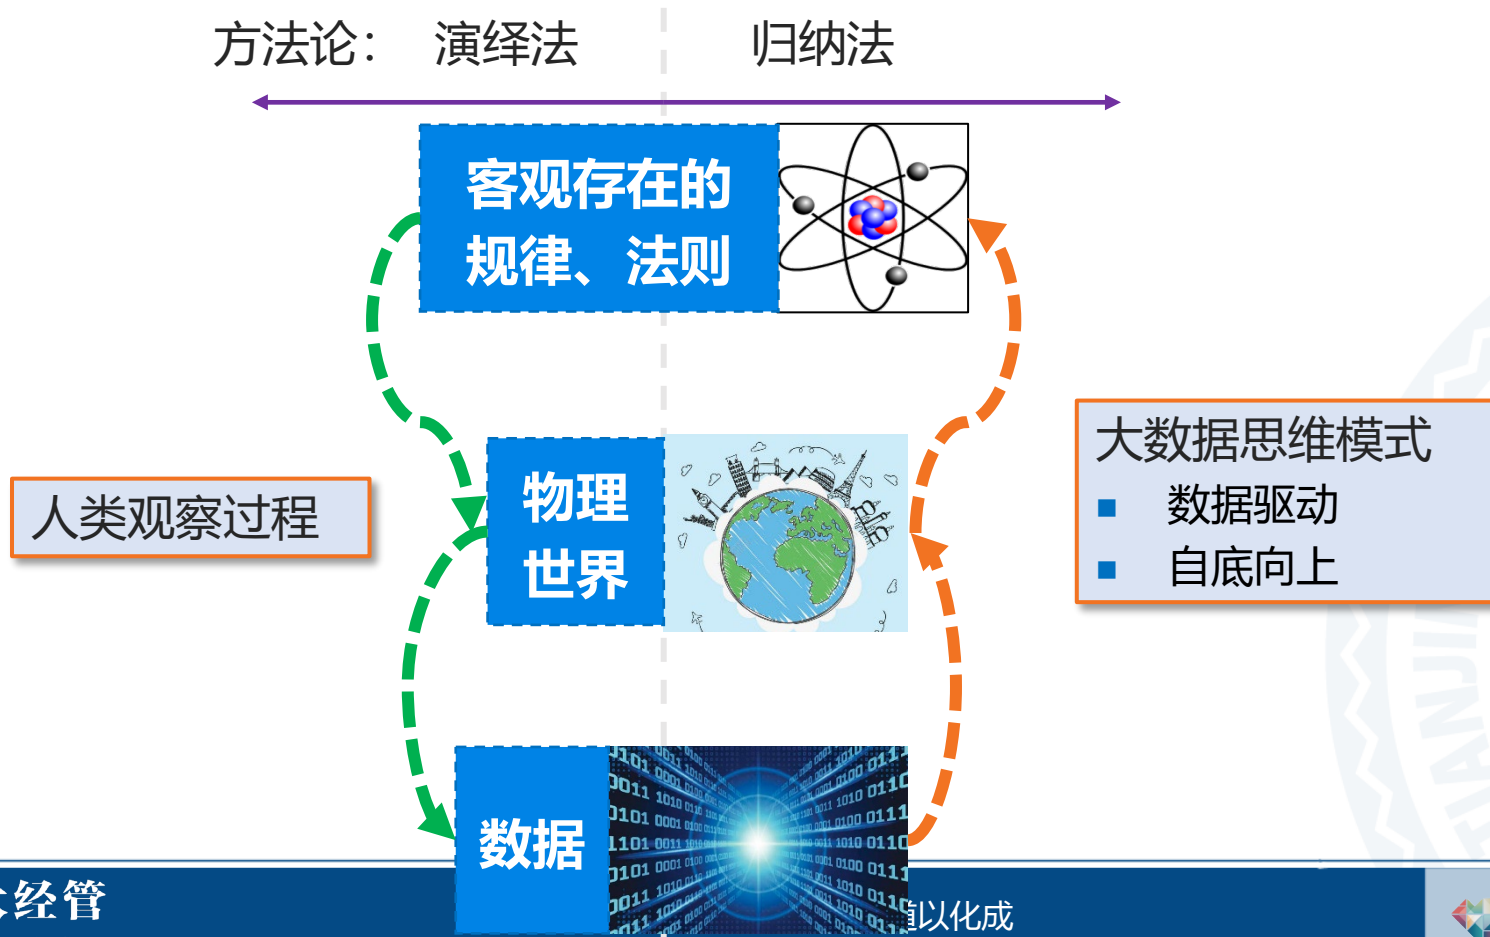 方法论： 演绎法 归纳法
客观存在的
规律、法则
人类观察过程
物理
世界
大数据思维模式
■ 数据驱动
■ 自底向上
数据
经管
以化成
TIANJI